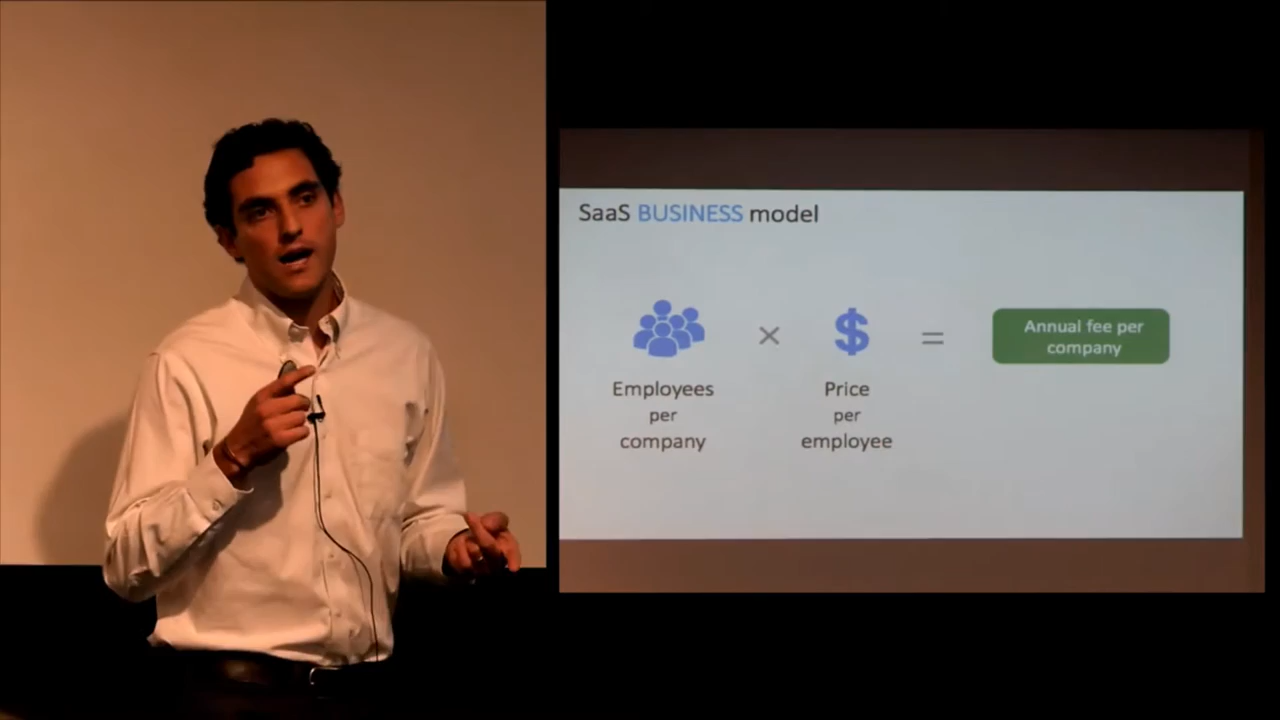 SaaS BUSINESS model
× $ =
Annual fee per
company
Employees
per
company
Price
per
employee